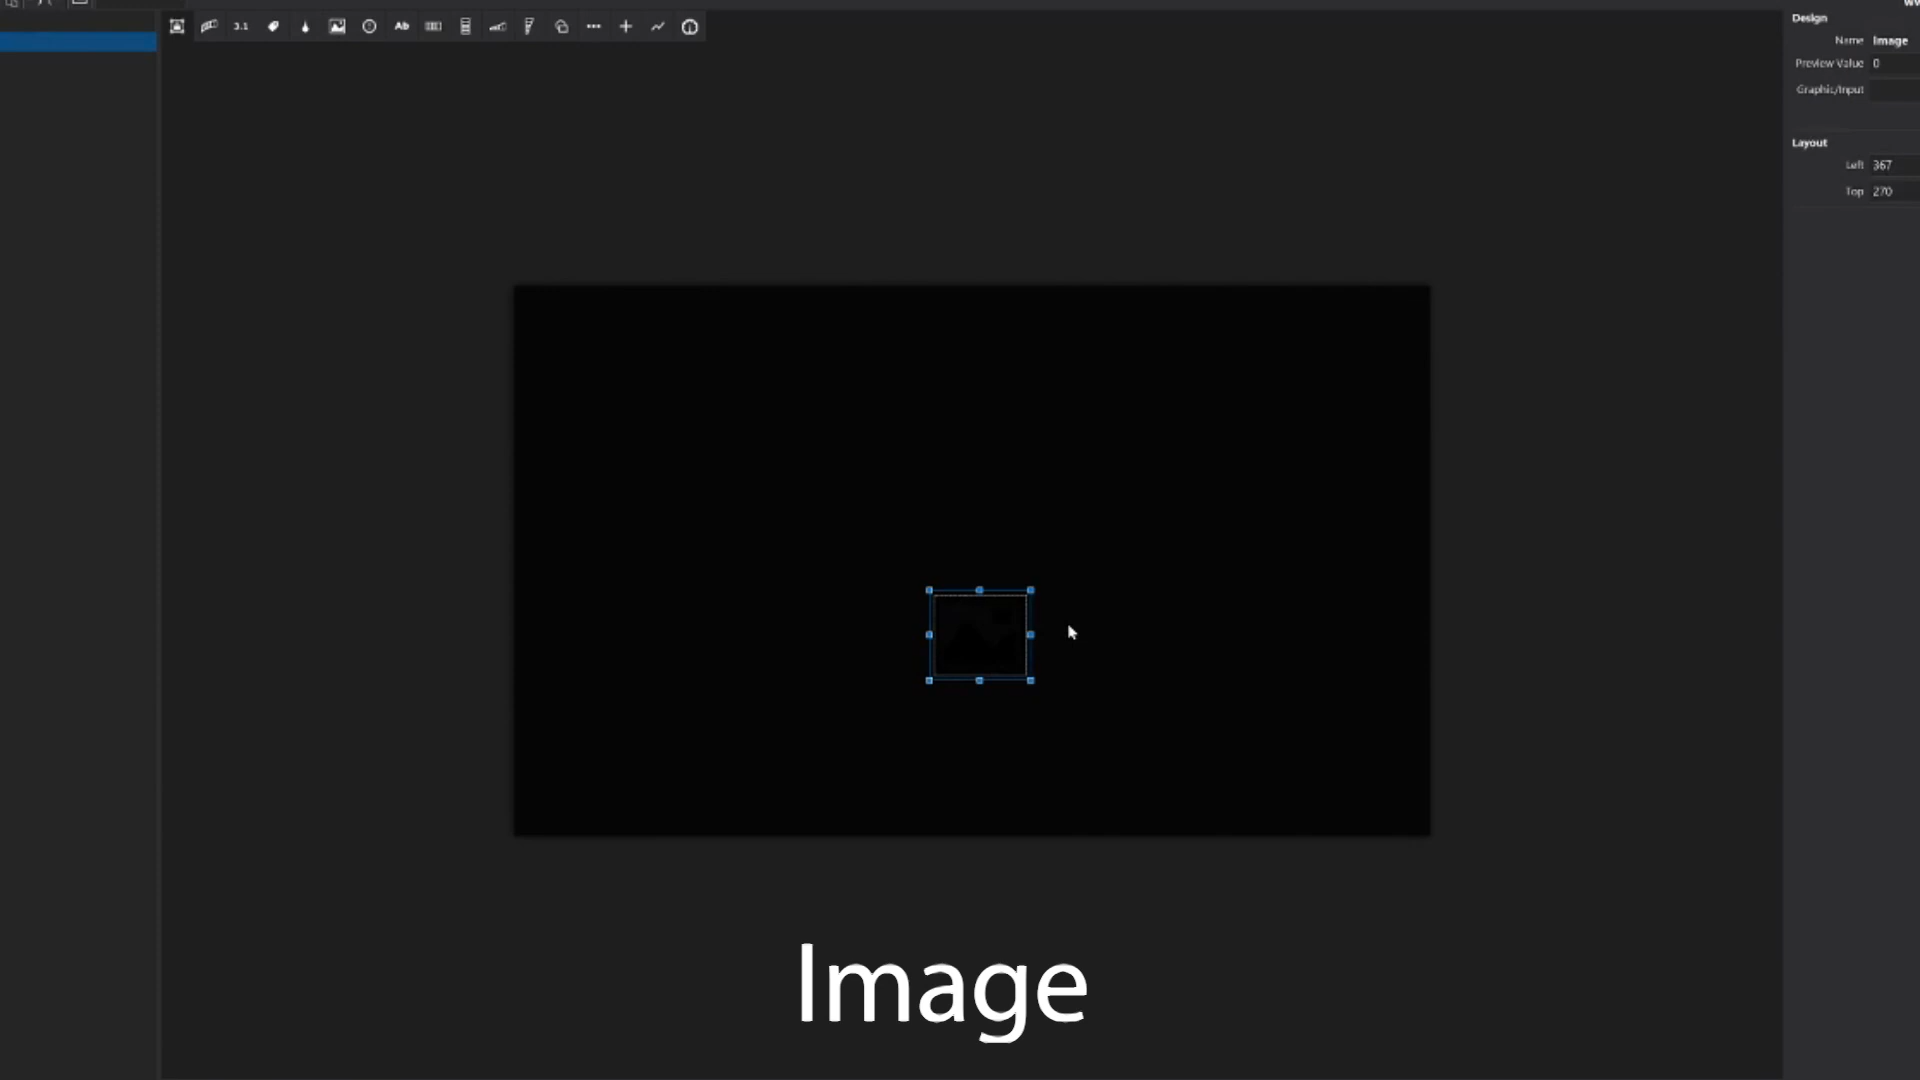 3.1
Ab
Design
Name Image
Preview Value 0
Graphic/Input
Layout
Left 367
Top 270
Image